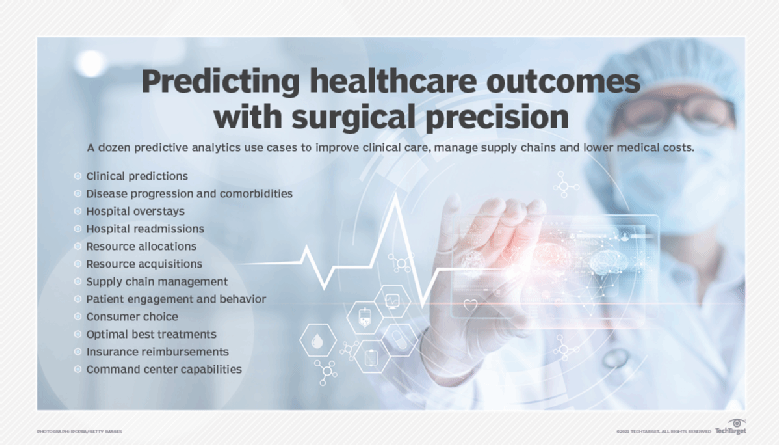 Predicting healthcare outcomes
with surgical precision
A dozen predictive analytics use cases to improve clinical care, manage supply chains and lower medical costs.
Clinical predictions
Disease progression and comorbidities
Hospital overstays
Hospital readmissions
Resource allocations
Resource acquisitions
Supply chain management
Patient engagement and behavior
Consumer choice
Optimal best treatments
Insurance reimbursements
Command center capabilities
TechTarget